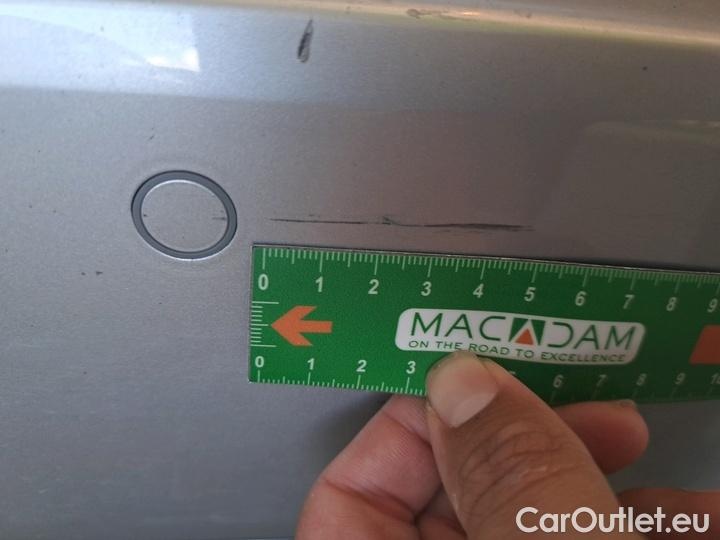 0 1 2 3 4 5 6 7 8 9
MACADAM
ON THE ROAD TO EXCELLENCE
0 1 2 3 6 7 8 9 10
CarOutlet.eu